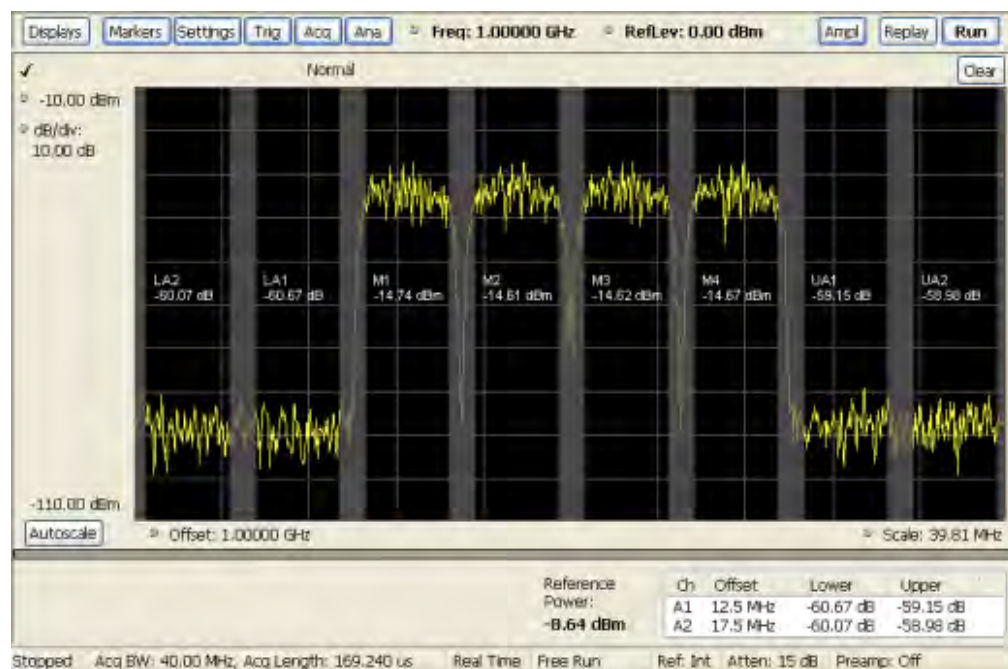 Displays Markers Settings Trig Acq Ana Freq: 1.00000 GHz RefLev: 0.00 dBm Ampl Replay Run
Normal Clear
-10.00 dBm
dB/div:
10.00 dB
LA2 LA1 M1 M2 M3 M4 UA1 UA2
-60.07 dB -60.67 dB -14.74 dBm -14.61 dBm -14.62 dBm -14.67 dBm -59.15 dB -58.98 dB
-110.00 dBm
Autoscale Offset: 1.00000 GHz Scale: 39.81 MHz
Reference Power: -8.64 dBm
Ch Offset Lower Upper
A1 12.5 MHz -60.67 dB -59.15 dB
A2 17.5 MHz -60.07 dB -58.98 dB
Stopped Acq BW: 40.00 MHz, Acq Length: 169.240 us Real Time Free Run Ref: Int Atten: 15 dB Preamp: Off